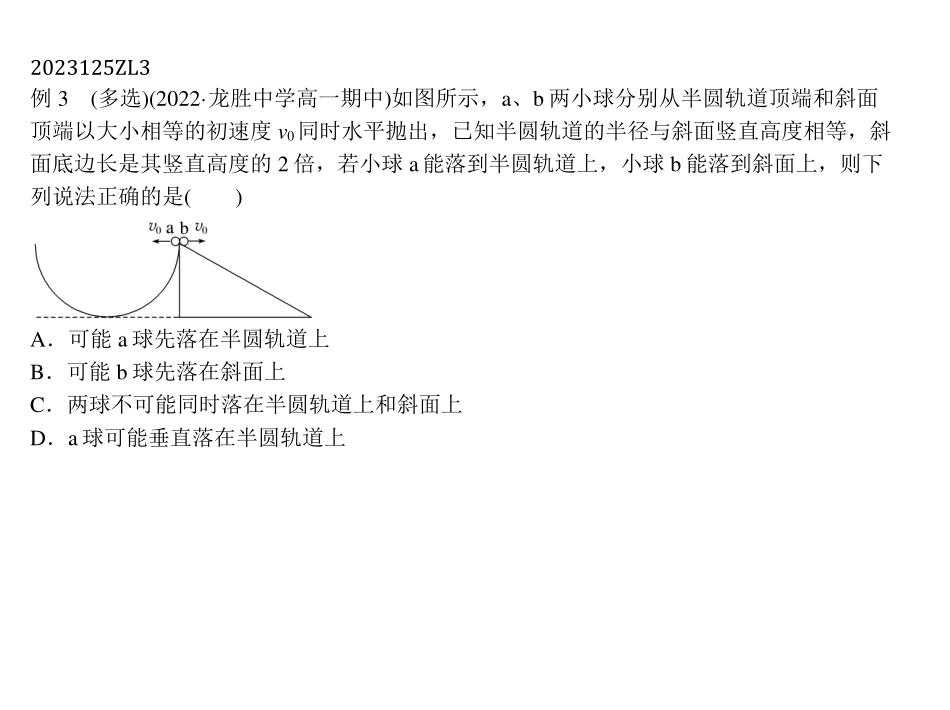 2023125ZL3
例 3　(多选)(2022·龙胜中学高一期中)如图所示，a、b 两小球分别从半圆轨道顶端和斜面
顶端以大小相等的初速度 v₀同时水平抛出，已知半圆轨道的半径与斜面竖直高度相等，斜
面底边长是其竖直高度的 2 倍，若小球 a 能落到半圆轨道上，小球 b 能落到斜面上，则下
列说法正确的是(　　)
v₀ a b v₀
A．可能 a 球先落在半圆轨道上
B．可能 b 球先落在斜面上
C．两球不可能同时落在半圆轨道上和斜面上
D．a 球可能垂直落在半圆轨道上